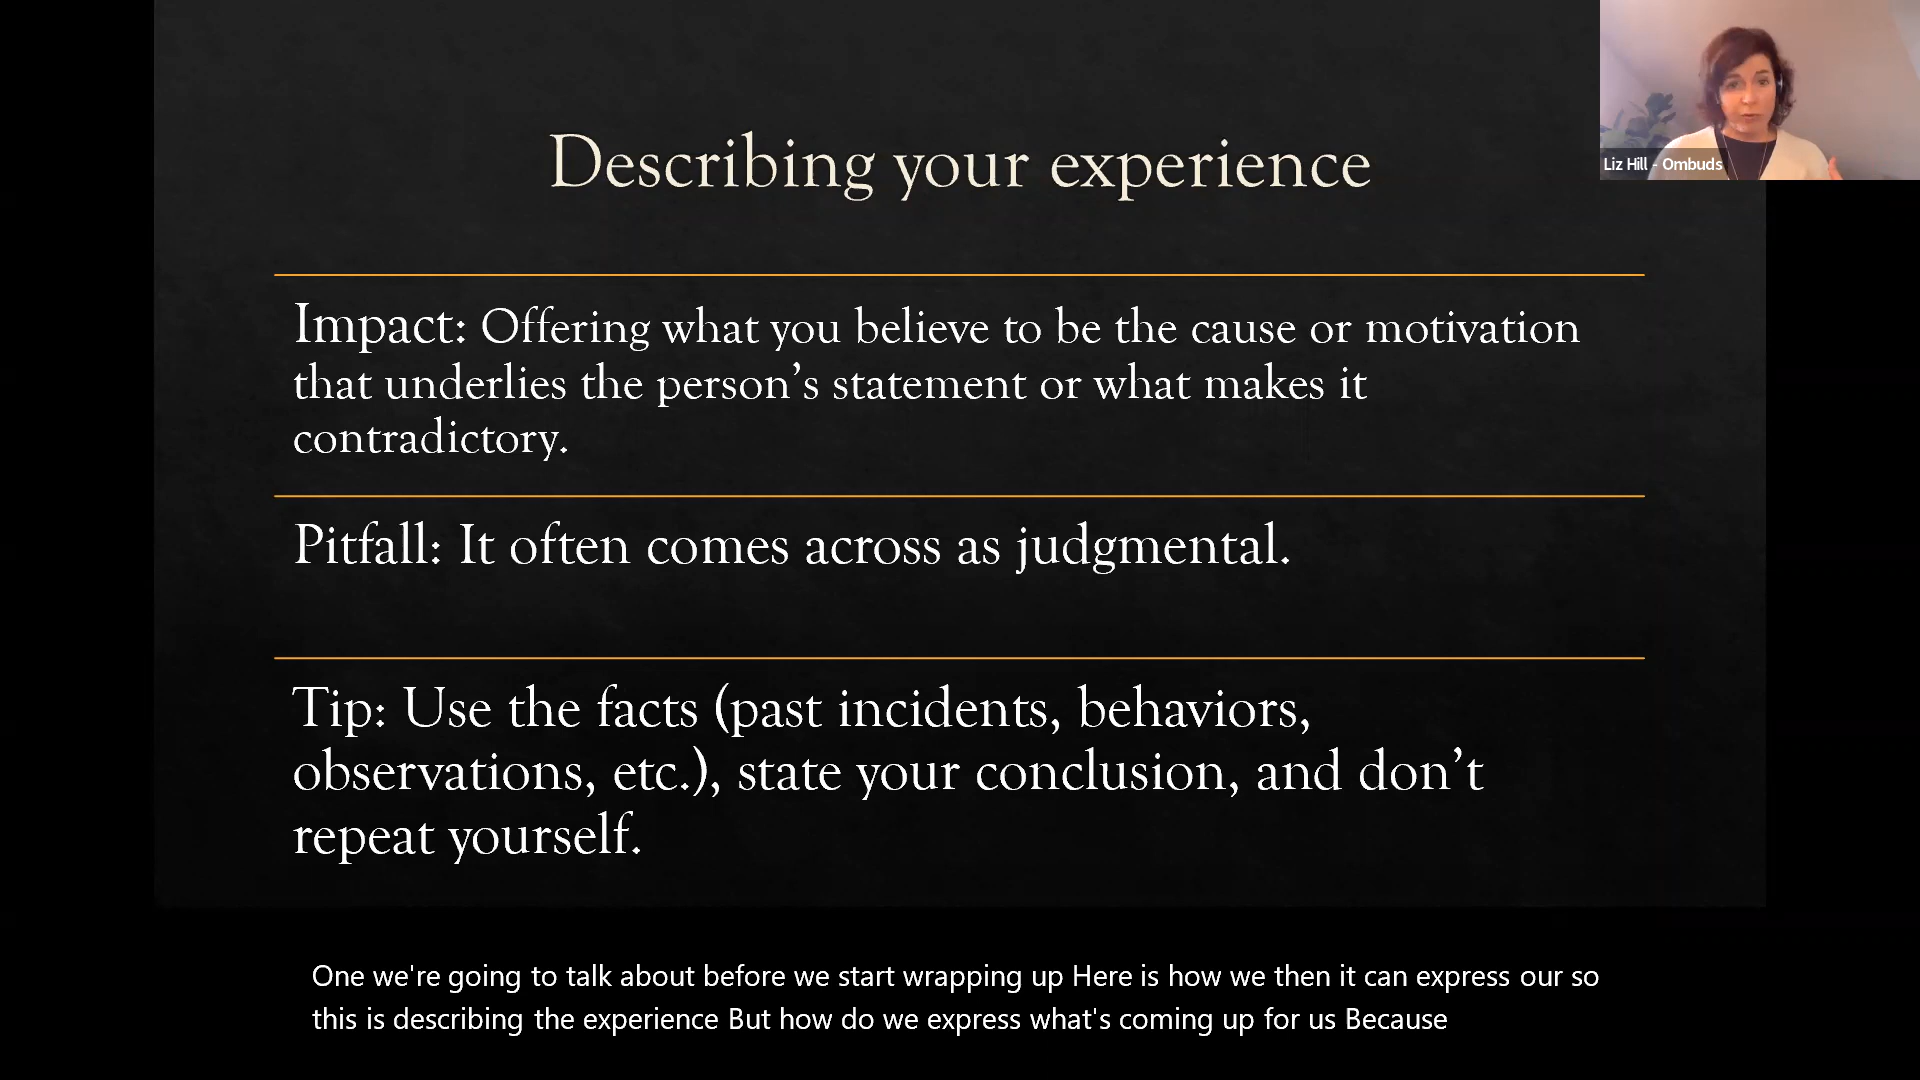 Describing your experience
Liz Hill - Ombuds
Impact: Offering what you believe to be the cause or motivation
that underlies the person’s statement or what makes it
contradictory.
Pitfall: It often comes across as judgmental.
Tip: Use the facts (past incidents, behaviors,
observations, etc.), state your conclusion, and don’t
repeat yourself.
One we're going to talk about before we start wrapping up Here is how we then it can express our so
this is describing the experience But how do we express what's coming up for us Because